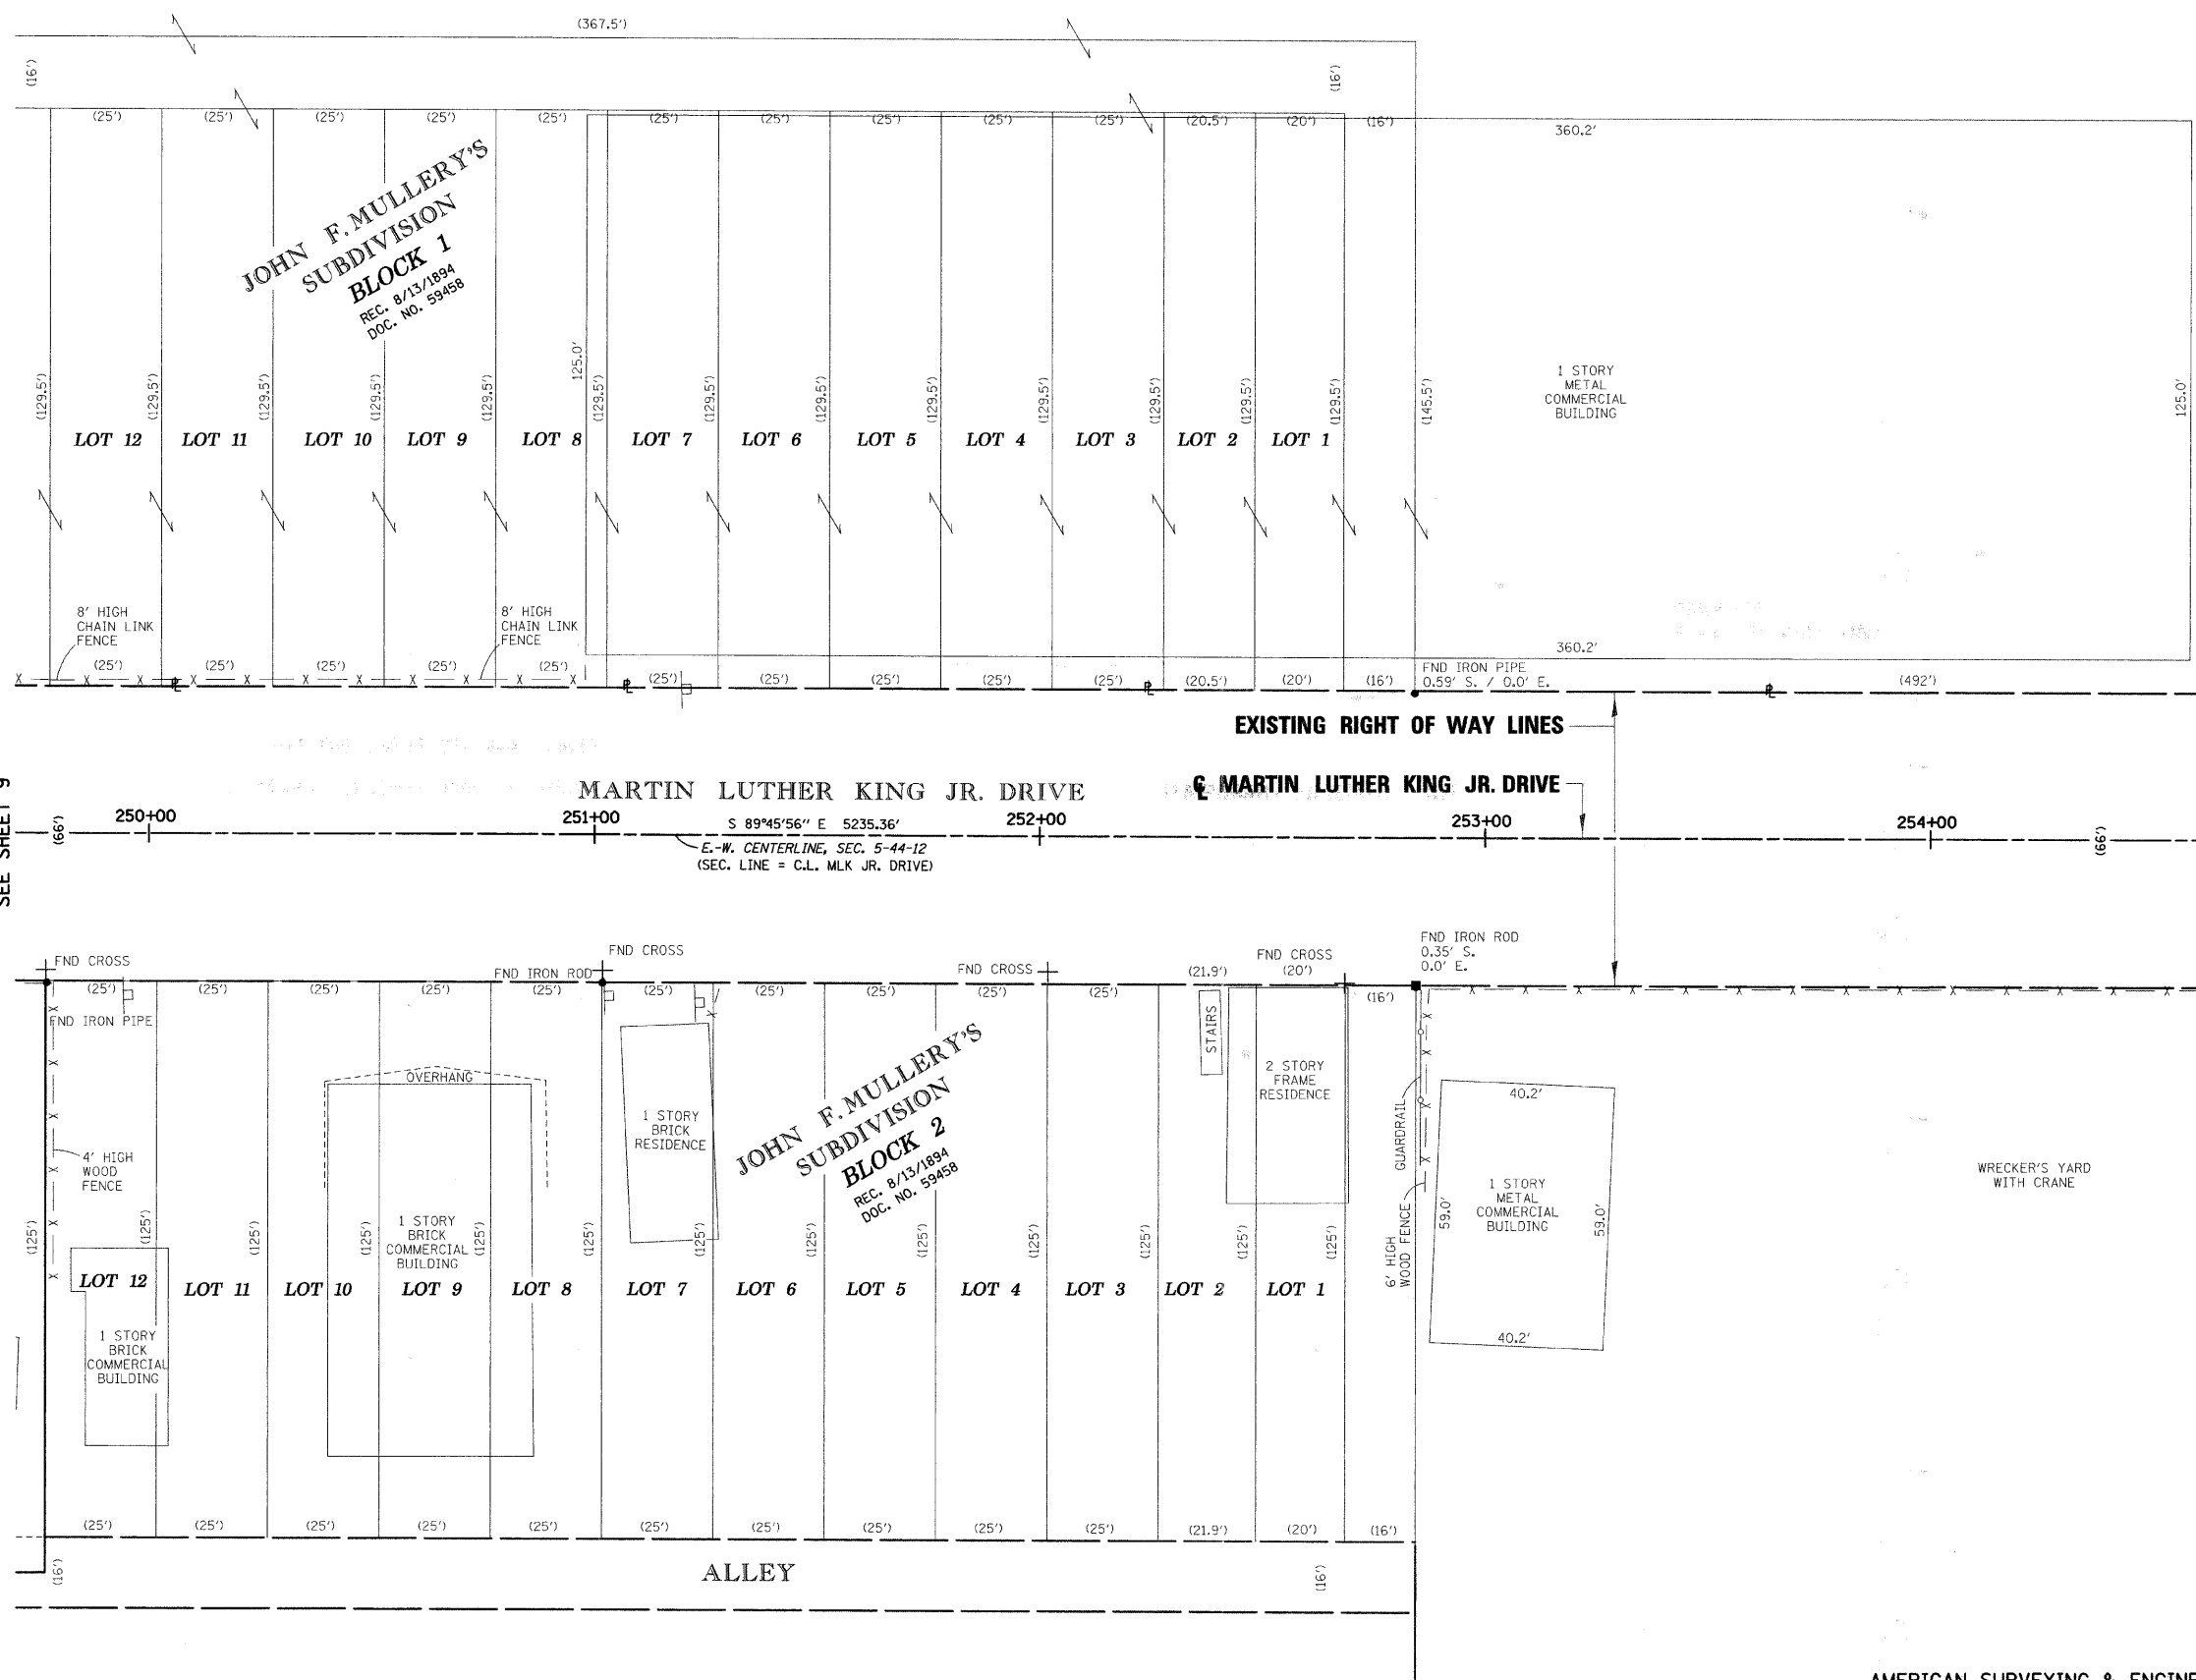 (367.5')
(16')
(16')
(25') (25') (25') (25') (25') (25') (25') (25') (25') (25') (20.5') (20') (16')
360.2'
JOHN F. MULLERY'S
SUBDIVISION
BLOCK 1
REC. 8/13/1894
DOC. NO. 59458
125.0'
(129.5') (129.5') (129.5') (129.5') (129.5') (129.5') (129.5') (129.5') (129.5') (129.5') (129.5') (129.5') (145.5')
1 STORY
METAL
COMMERCIAL
BUILDING
125.0'
LOT 12 LOT 11 LOT 10 LOT 9 LOT 8 LOT 7 LOT 6 LOT 5 LOT 4 LOT 3 LOT 2 LOT 1
8' HIGH
CHAIN LINK
FENCE
8' HIGH
CHAIN LINK
FENCE
360.2'
(25') (25') (25') (25') (25') (25') (25') (25') (25') (25') (20.5') (20') (16')
FND IRON PIPE
0.59' S. / 0.0' E.
(492')
EXISTING RIGHT OF WAY LINES
MARTIN LUTHER KING JR. DRIVE
℄ MARTIN LUTHER KING JR. DRIVE
SEE SHEET 9
(66')
250+00 251+00 252+00 253+00 254+00
(66')
S 89°45'56" E 5235.36'
E.-W. CENTERLINE, SEC. 5-44-12
(SEC. LINE = C.L. MLK JR. DRIVE)
FND CROSS
FND IRON ROD
FND CROSS
FND CROSS
FND CROSS
FND IRON ROD
0.35' S.
0.0' E.
(25') (25') (25') (25') (25') (25') (25') (25') (25') (25') (21.9') (20') (16')
FND IRON PIPE
STAIRS
OVERHANG
2 STORY
FRAME
RESIDENCE
1 STORY
BRICK
RESIDENCE
JOHN F. MULLERY'S
SUBDIVISION
BLOCK 2
REC. 8/13/1894
DOC. NO. 59458
GUARDRAIL
40.2'
4' HIGH
WOOD
FENCE
WRECKER'S YARD
WITH CRANE
1 STORY
METAL
COMMERCIAL
BUILDING
59.0'
59.0'
6' HIGH
WOOD FENCE
1 STORY
BRICK
COMMERCIAL
BUILDING
(125') (125') (125') (125') (125') (125') (125') (125') (125') (125') (125') (125') (125')
LOT 12 LOT 11 LOT 10 LOT 9 LOT 8 LOT 7 LOT 6 LOT 5 LOT 4 LOT 3 LOT 2 LOT 1
1 STORY
BRICK
COMMERCIAL
BUILDING
40.2'
(25') (25') (25') (25') (25') (25') (25') (25') (25') (25') (21.9') (20') (16')
(16')
ALLEY
(16')
AMERICAN SURVEYING &